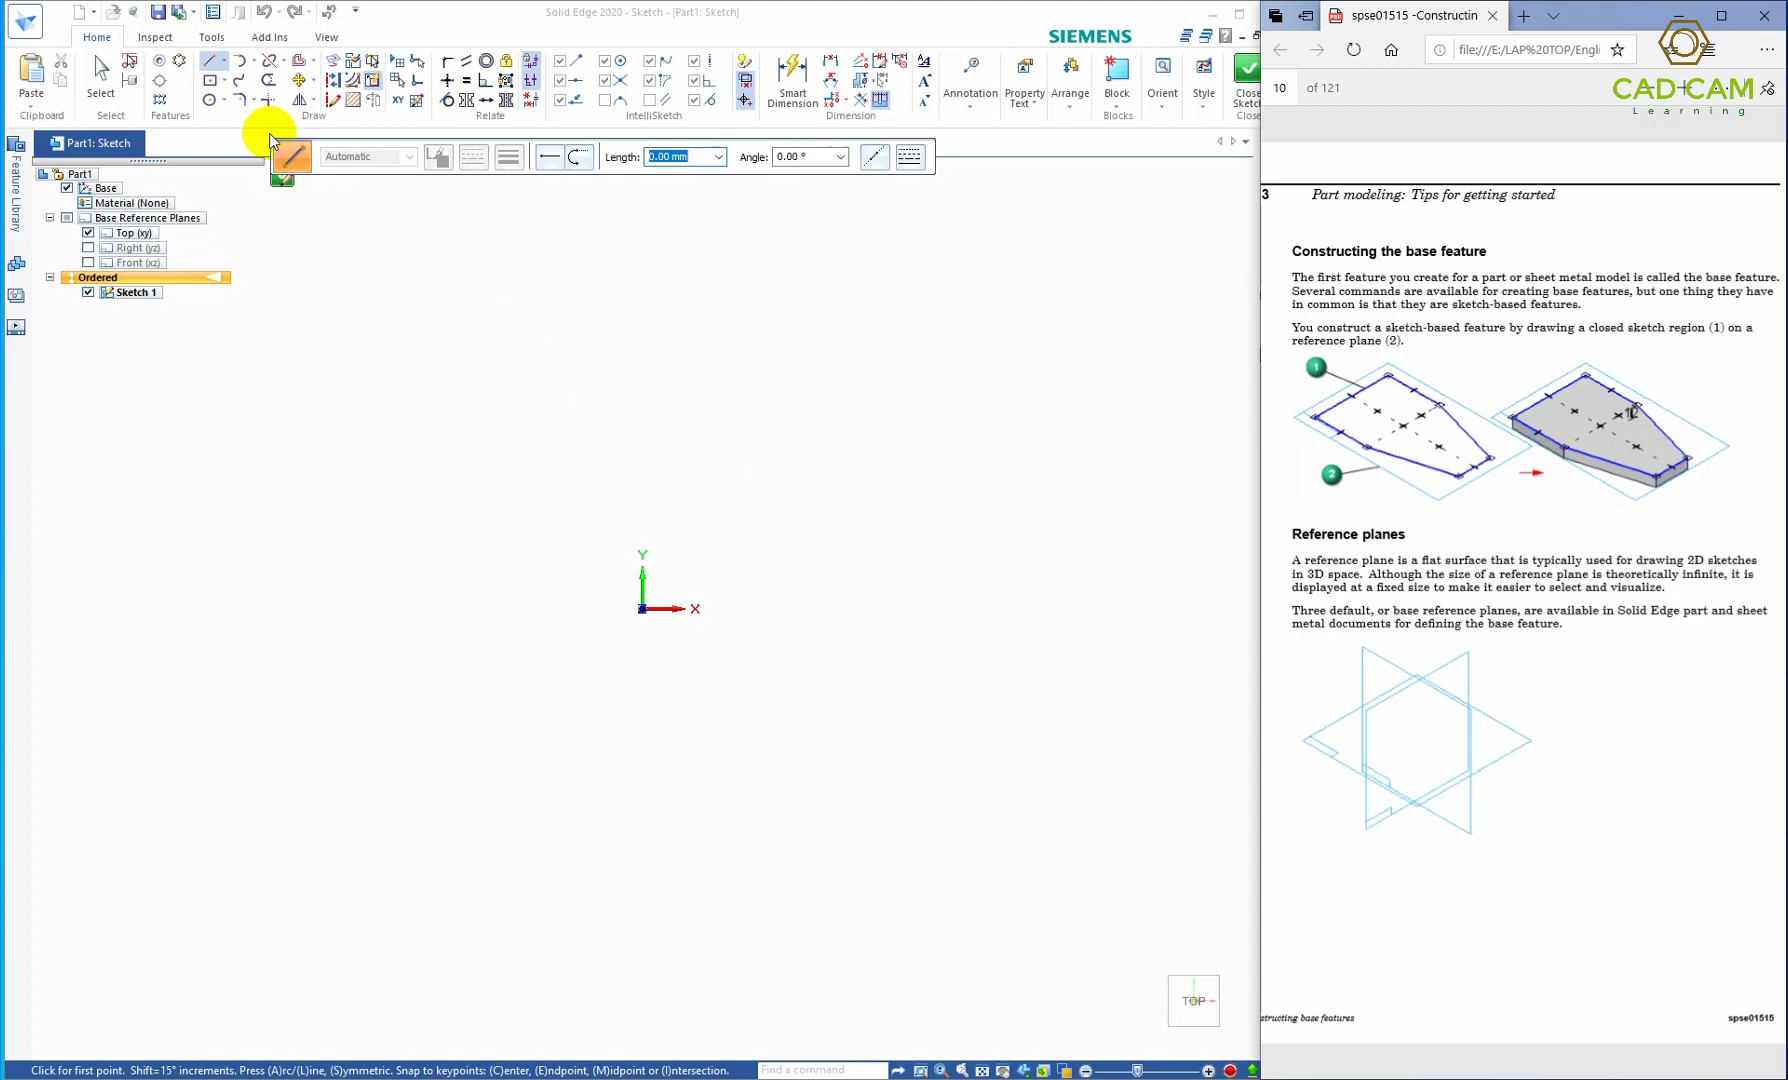 Solid Edge 2020 - Sketch - [Part1: Sketch]
Home Inspect Tools Add Ins View
SIEMENS
Paste
Select
Smart
Dimension
Annotation
Property
Text
Arrange
Block
Orient
Style
Close
Sketch
Clipboard Select Features Draw Relate IntelliSketch Dimension Blocks Close
Part1: Sketch
Automatic
Length: 0.00 mm Angle: 0.00 °
Feature Library
Part1
Base
Material (None)
Base Reference Planes
Top (xy)
Right (yz)
Front (xz)
Ordered
Sketch 1
Y
X
TOP
Click for first point. Shift=15° increments. Press (A)rc/(L)ine, (S)ymmetric. Snap to keypoints: (C)enter, (E)ndpoint, (M)idpoint or (I)ntersection.
Find a command
spse01515 -Constructin
file:///E:/LAP%20TOP/Engli
10 of 121
CAD-CAM
Learning
3 Part modeling: Tips for getting started
Constructing the base feature
The first feature you create for a part or sheet metal model is called the base feature.
Several commands are available for creating base features, but one thing they have
in common is that they are sketch-based features.
You construct a sketch-based feature by drawing a closed sketch region (1) on a
reference plane (2).
1
2
Reference planes
A reference plane is a flat surface that is typically used for drawing 2D sketches
in 3D space. Although the size of a reference plane is theoretically infinite, it is
displayed at a fixed size to make it easier to select and visualize.
Three default, or base reference planes, are available in Solid Edge part and sheet
metal documents for defining the base feature.
structing base features
spse01515